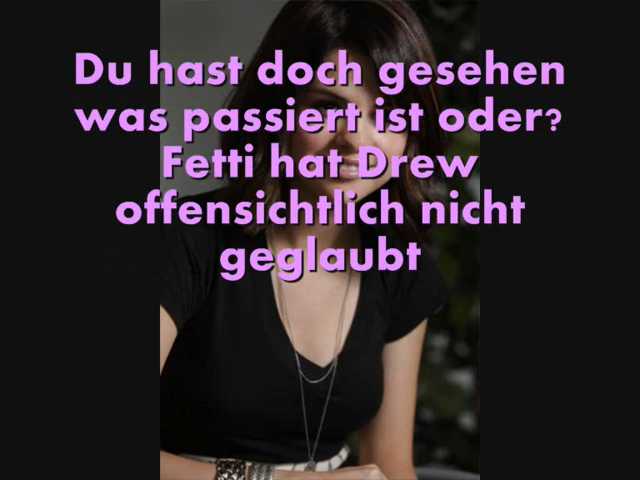 Du hast doch gesehen
was passiert ist oder?
Fetti hat Drew
offensichtlich nicht
geglaubt